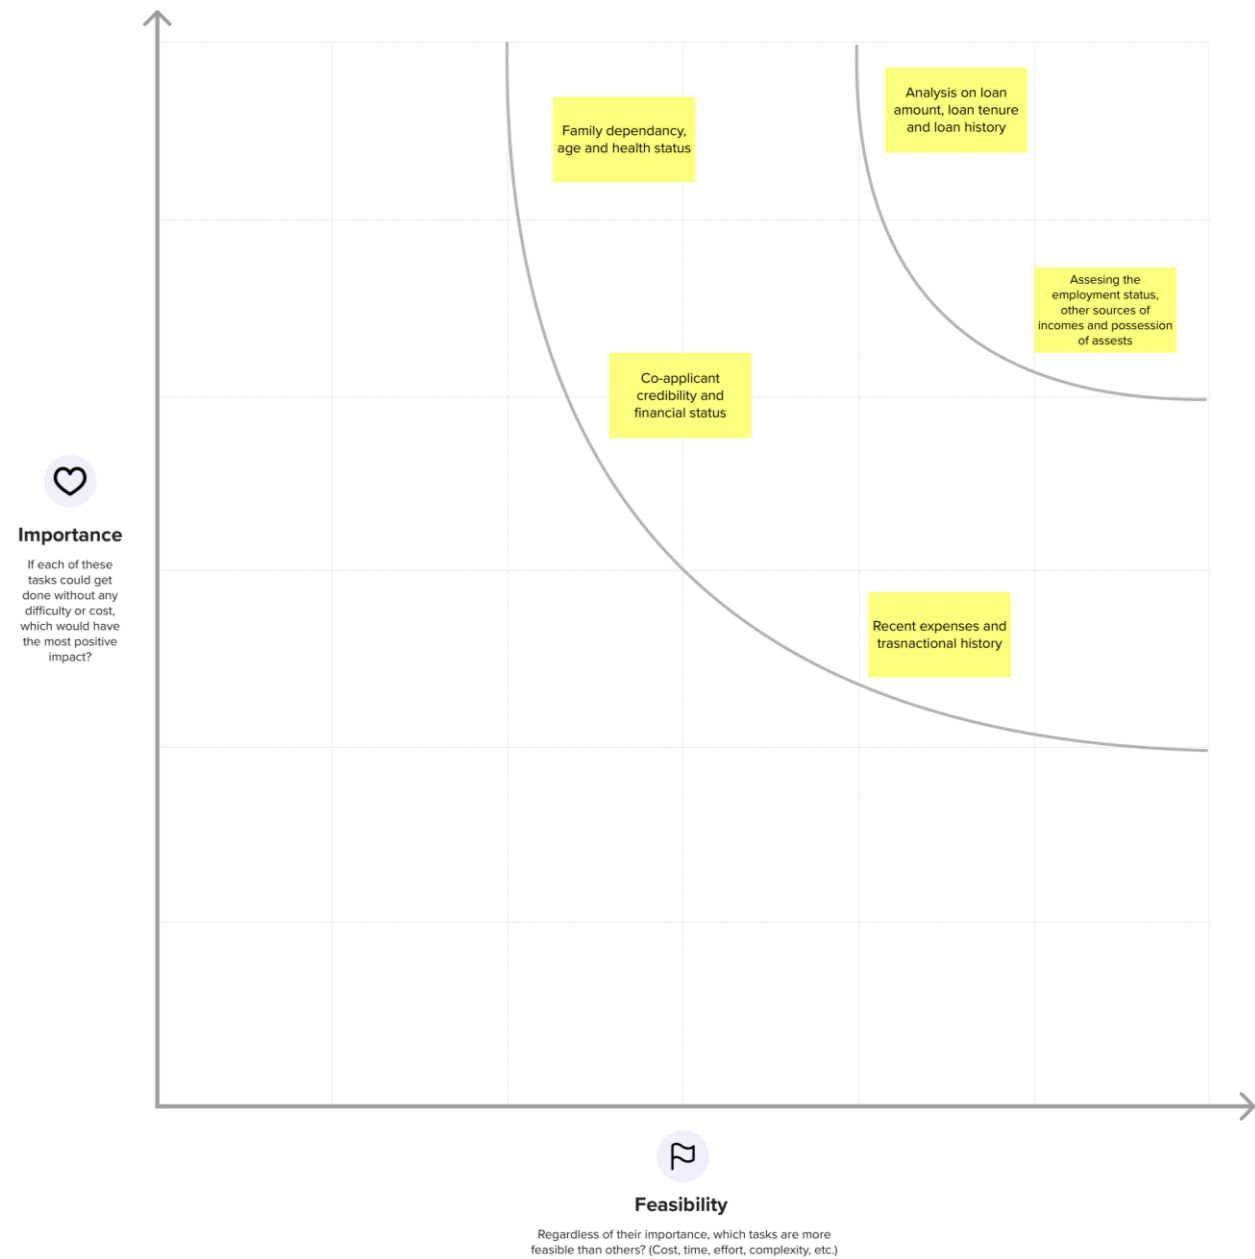 Family dependancy,
age and health status
Analysis on loan
amount, loan tenure
and loan history
Assesing the
employment status,
other sources of
incomes and possession
of assests
Co-applicant
credibility and
financial status
Recent expenses and
trasnactional history
Importance
If each of these
tasks could get
done without any
difficulty or cost,
which would have
the most positive
impact?
Feasibility
Regardless of their importance, which tasks are more
feasible than others? (Cost, time, effort, complexity, etc.)